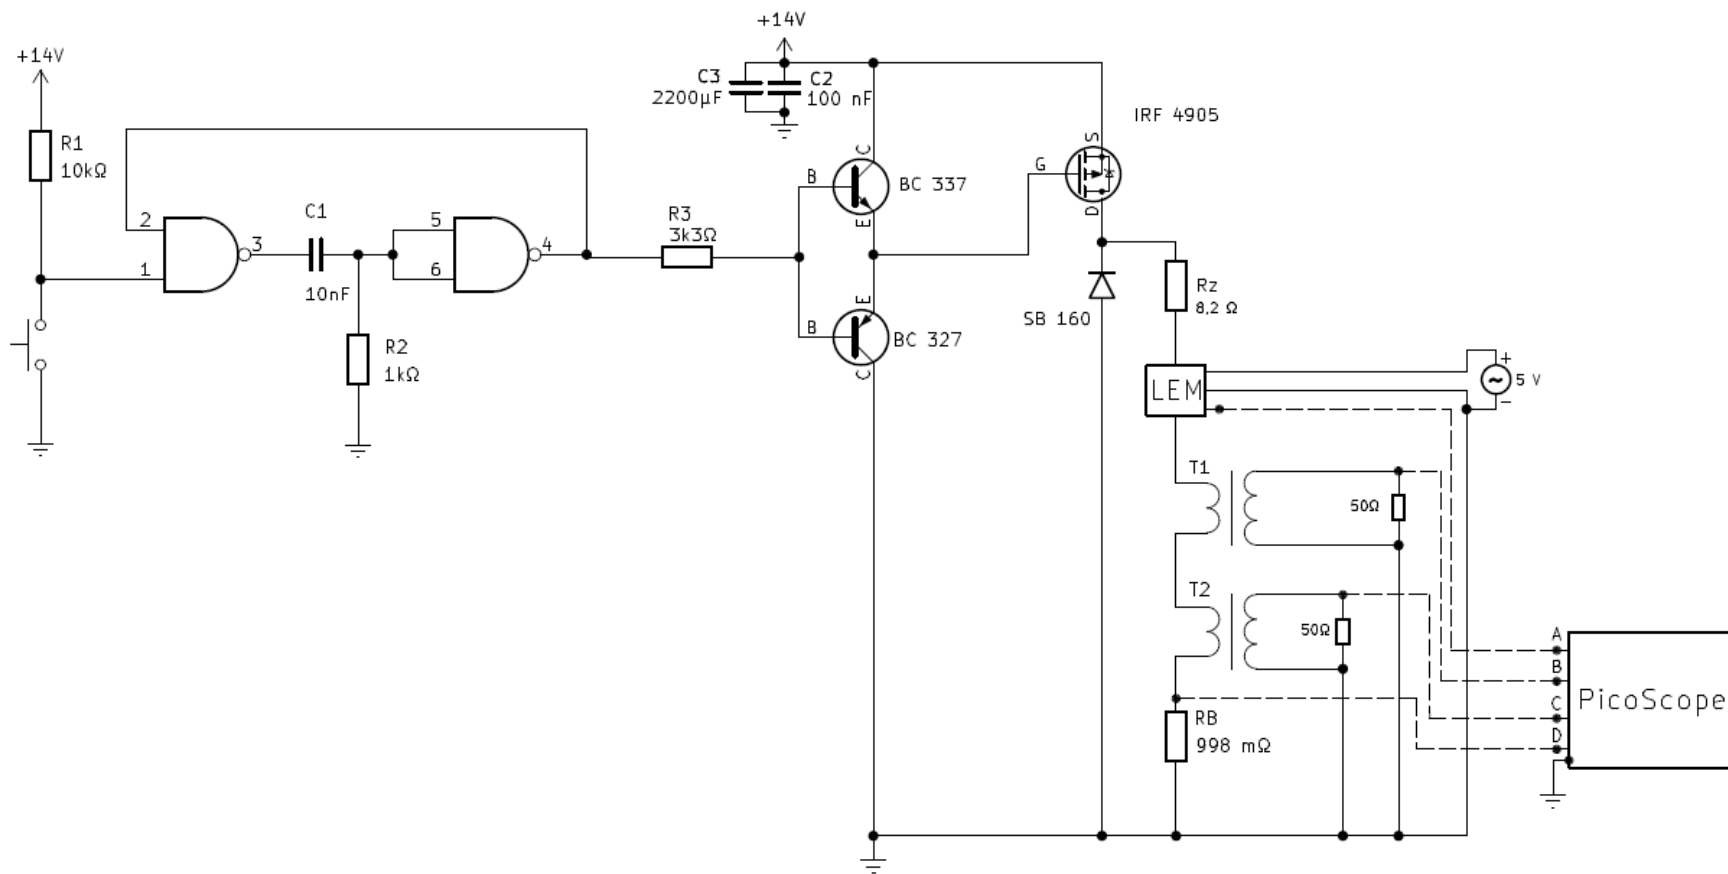 +14V
R1
10kΩ
2
1
3
C1
10nF
R2
1kΩ
5
6
4
R3
3k3Ω
+14V
C3
2200µF
C2
100 nF
C
B
E
BC 337
E
B
C
BC 327
IRF 4905
S
G
D
SB 160
Rz
8,2 Ω
LEM
+
~
5 V
−
T1
50Ω
T2
50Ω
RB
998 mΩ
A
B
C
D
PicoScope